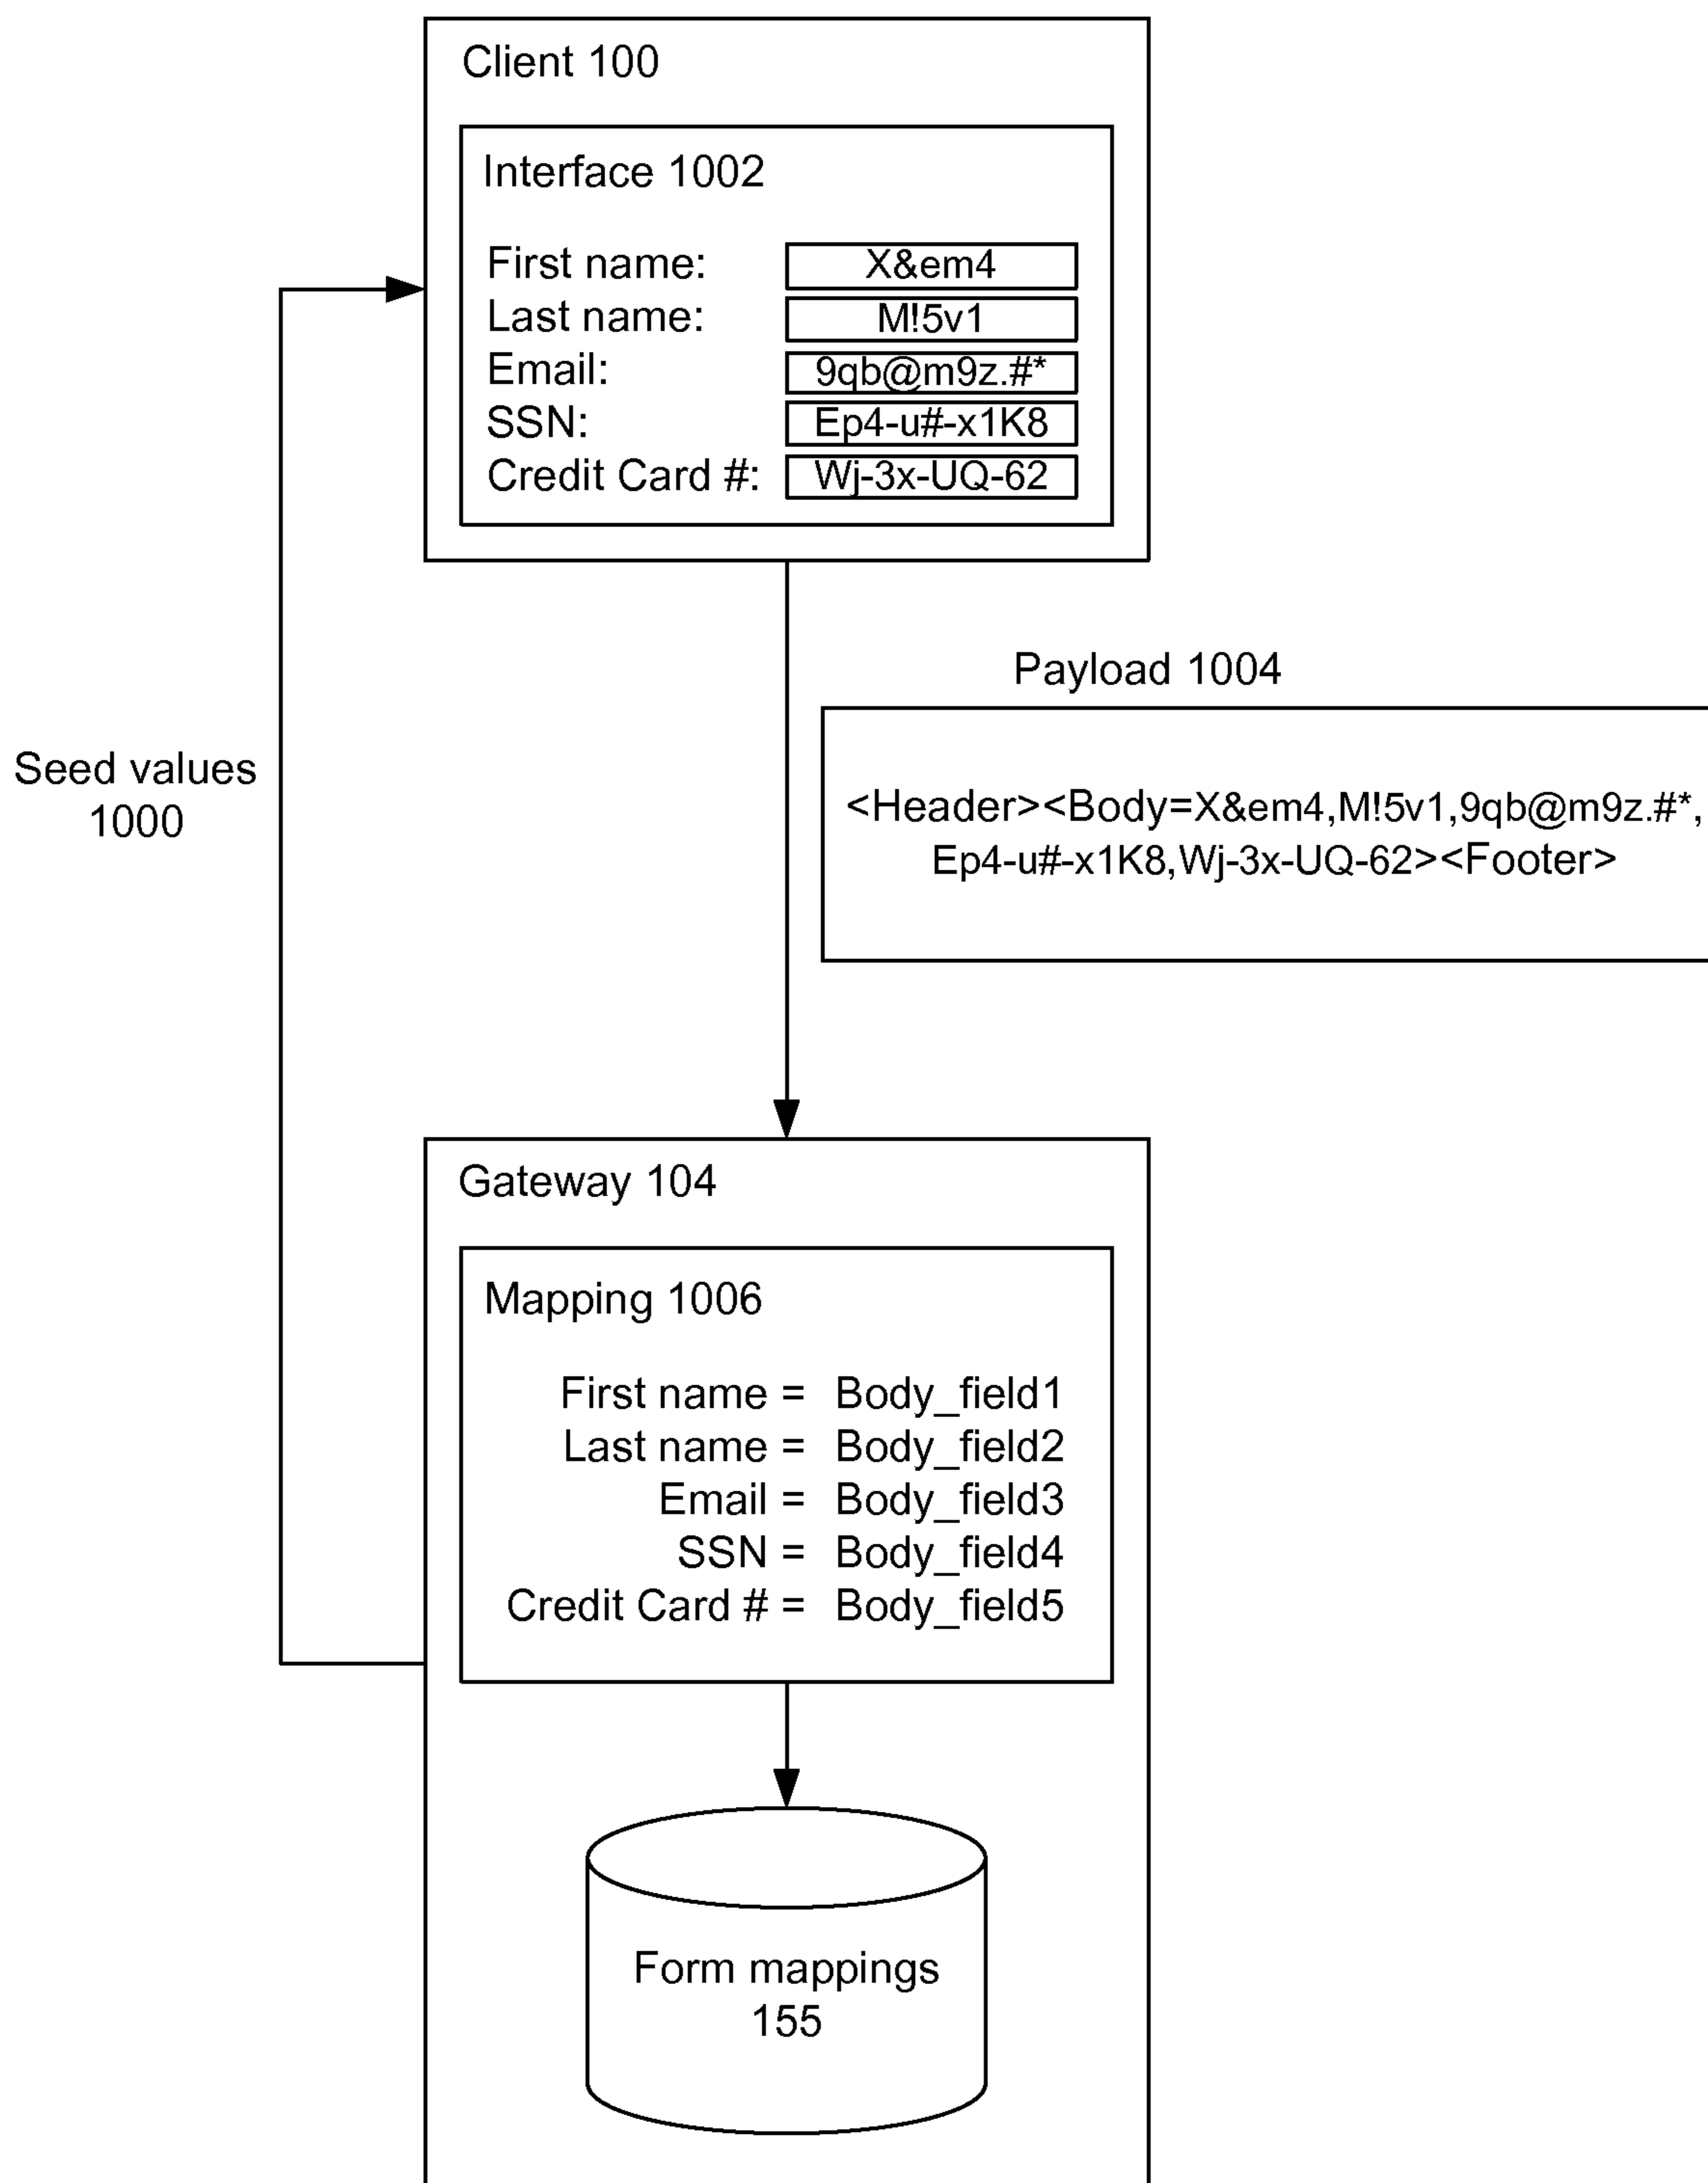 Client 100
Interface 1002
First name: X&em4
Last name: M!5v1
Email: 9qb@m9z.#*
SSN: Ep4-u#-x1K8
Credit Card #: Wj-3x-UQ-62
Payload 1004
<Header><Body=X&em4,M!5v1,9qb@m9z.#*,
Ep4-u#-x1K8,Wj-3x-UQ-62><Footer>
Seed values
1000
Gateway 104
Mapping 1006
First name = Body_field1
Last name = Body_field2
Email = Body_field3
SSN = Body_field4
Credit Card # = Body_field5
Form mappings
155